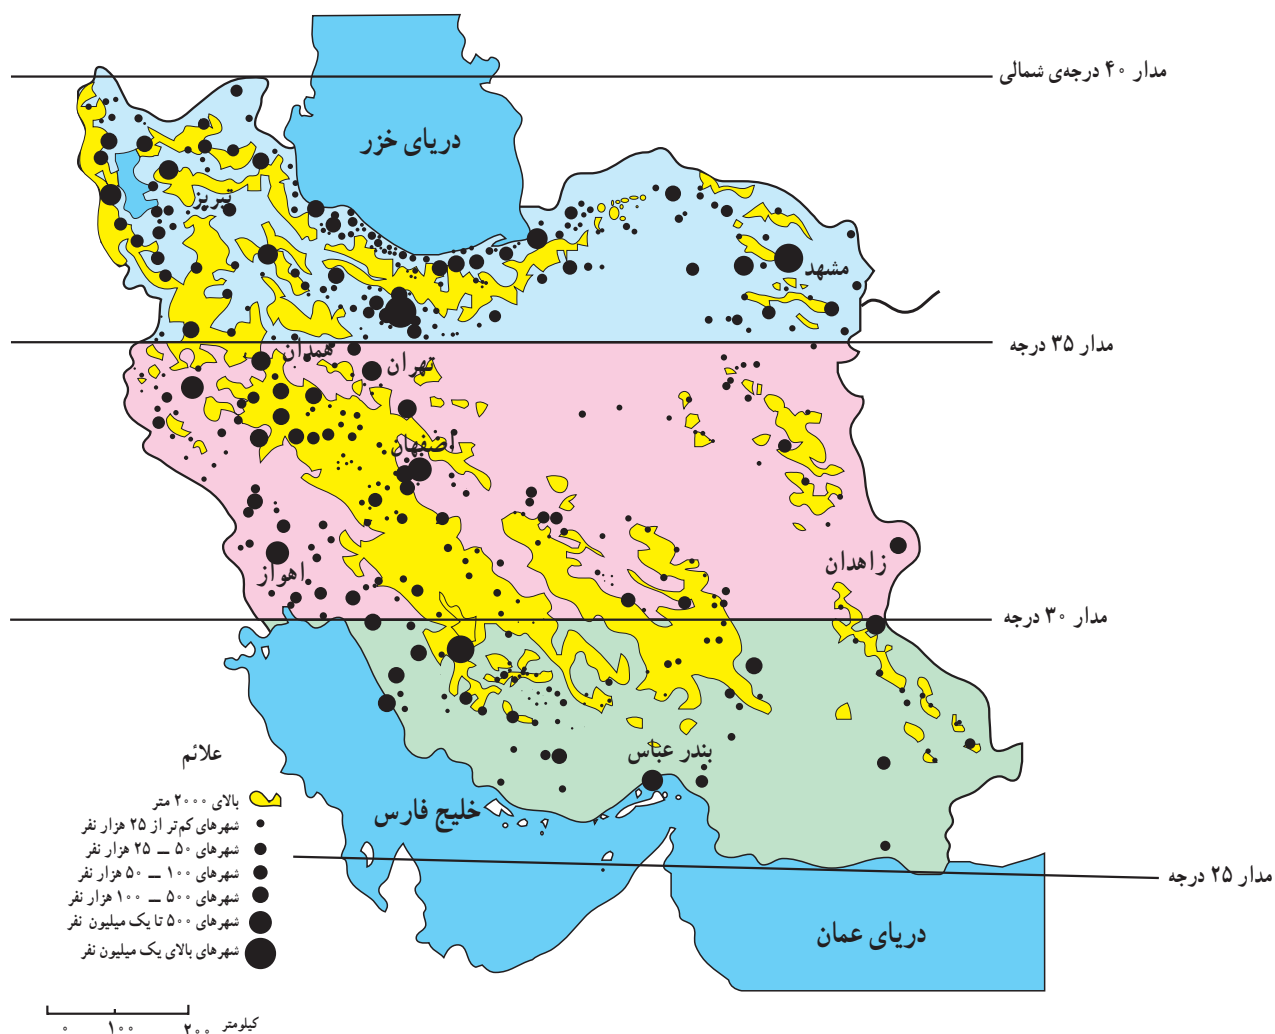 مدار ۴۰ درجه‌ی شمالی
دریای خزر
تبریز
مشهد
مدار ۳۵ درجه
همدان
تهران
اصفهان
زاهدان
اهواز
مدار ۳۰ درجه
بندر عباس
خلیج فارس
علائم
بالای ۲۰۰۰ متر
شهرهای کم‌تر از ۲۵ هزار نفر
شهرهای ۵۰ ــ ۲۵ هزار نفر
شهرهای ۱۰۰ ــ ۵۰ هزار نفر
شهرهای ۵۰۰ ــ ۱۰۰ هزار نفر
شهرهای ۵۰۰ تا یک میلیون نفر
شهرهای بالای یک میلیون نفر
مدار ۲۵ درجه
دریای عمان
۰ ۱۰۰ ۲۰۰ کیلومتر